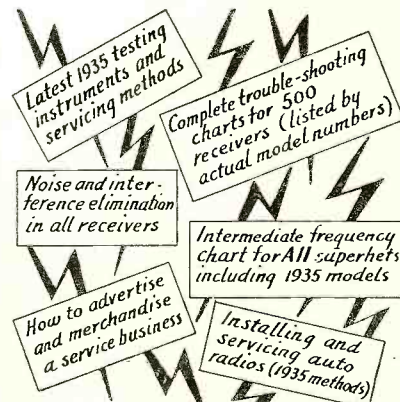 Latest 1935 testing
instruments and
servicing methods
Complete trouble-shooting
charts for 500
receivers (listed by
actual model numbers)
Noise and inter-
ference elimination
in all receivers
Intermediate frequency
chart for All superhets
including 1935 models
How to advertise
and merchandise
a service business
Installing and
servicing auto
radios (1935 methods)